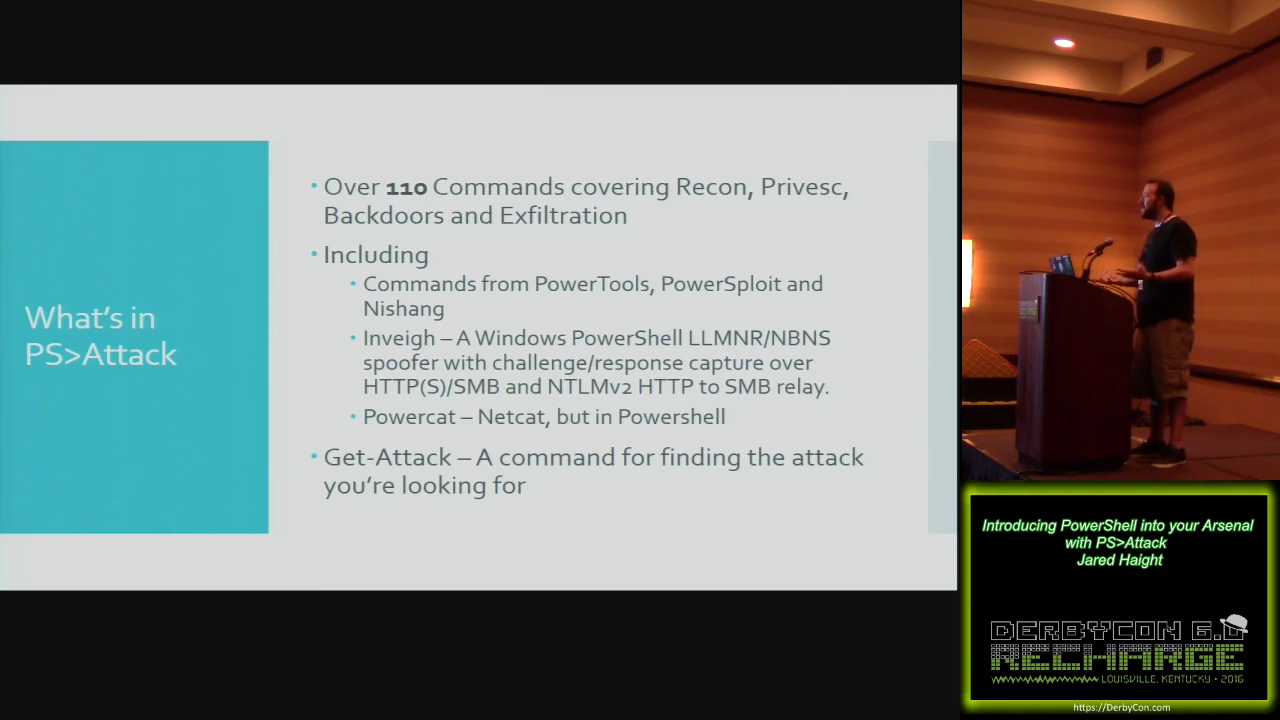 What's in
PS>Attack
• Over 110 Commands covering Recon, Privesc,
Backdoors and Exfiltration
• Including
• Commands from PowerTools, PowerSploit and
Nishang
• Inveigh – A Windows PowerShell LLMNR/NBNS
spoofer with challenge/response capture over
HTTP(S)/SMB and NTLMv2 HTTP to SMB relay.
• Powercat – Netcat, but in Powershell
• Get-Attack – A command for finding the attack
you're looking for
Introducing PowerShell into your Arsenal
with PS>Attack
Jared Haight
DERBYCON 6.0
RECHARGE
LOUISVILLE, KENTUCKY • 2016
https://DerbyCon.com